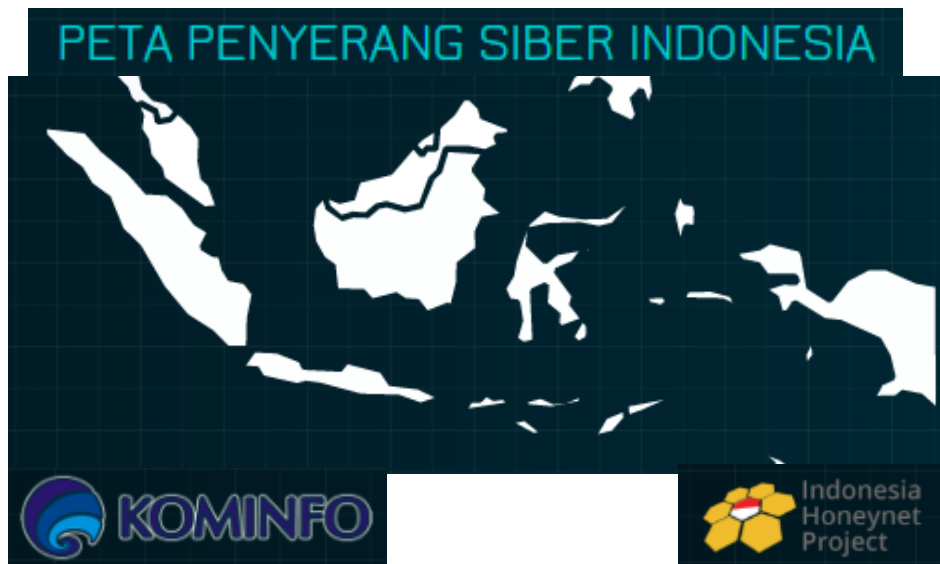 PETA PENYERANG SIBER INDONESIA
KOMINFO
Indonesia
Honeynet
Project